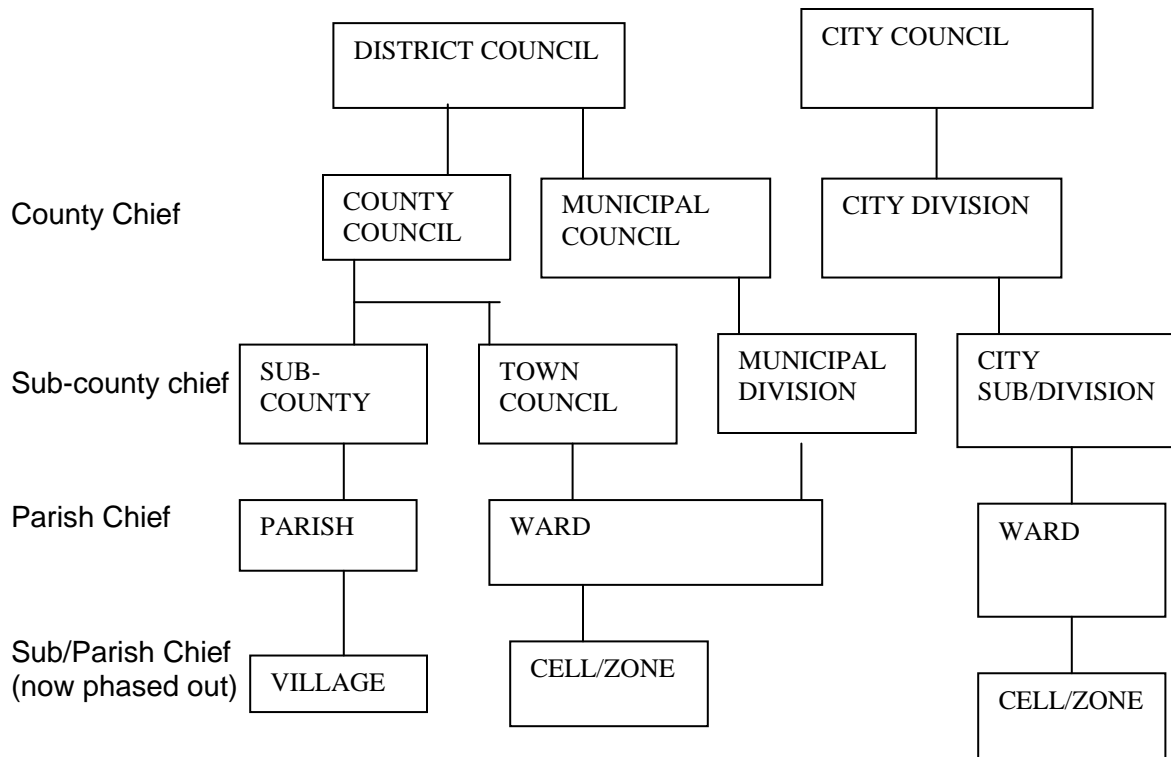 DISTRICT COUNCIL
CITY COUNCIL
County Chief
COUNTY
COUNCIL
MUNICIPAL
COUNCIL
CITY DIVISION
Sub-county chief
SUB-
COUNTY
TOWN
COUNCIL
MUNICIPAL
DIVISION
CITY
SUB/DIVISION
Parish Chief
PARISH
WARD
WARD
Sub/Parish Chief
(now phased out)
VILLAGE
CELL/ZONE
CELL/ZONE